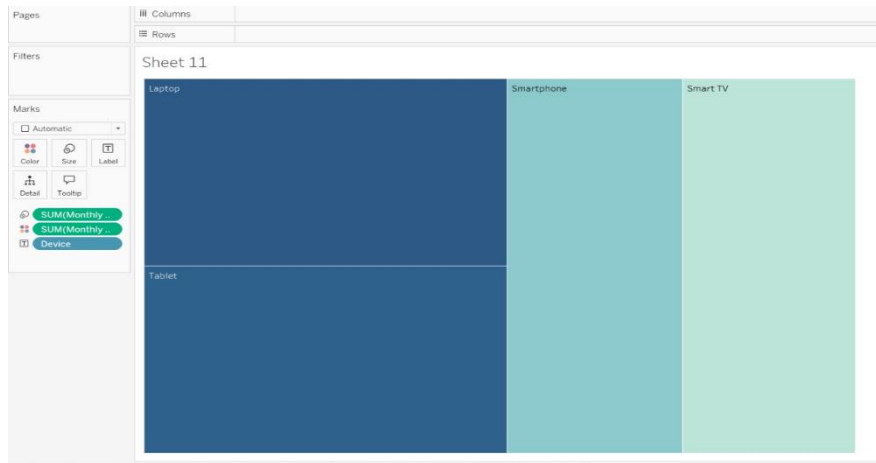 Pages
Columns
Rows
Filters
Sheet 11
Laptop
Smartphone
Smart TV
Marks
Automatic
Color Size Label
Detail Tooltip
SUM(Monthly ..
SUM(Monthly ..
Device
Tablet